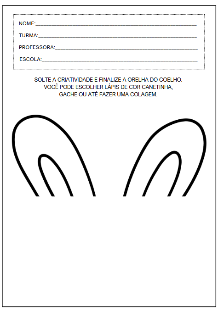 NOME:
TURMA:
PROFESSORA:
ESCOLA:
SOLTE A CRIATIVIDADE E FINALIZE A ORELHA DO COELHO.
VOCÊ PODE ESCOLHER LÁPIS DE COR CANETINHA,
GACHE OU ATÉ FAZER UMA COLAGEM.